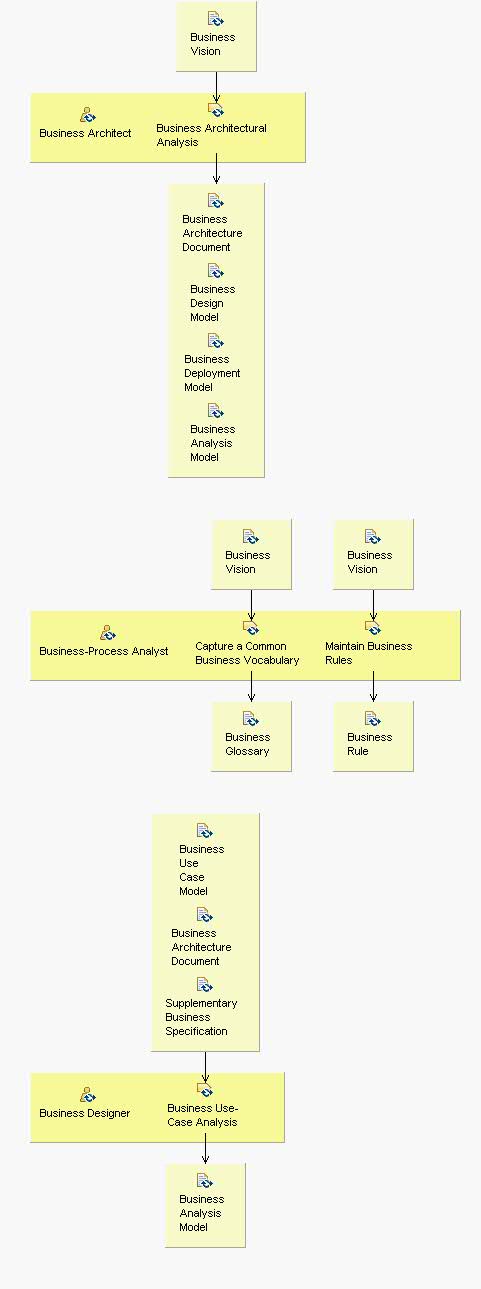 Business
Vision
Business Architect
Business Architectural
Analysis
Business
Architecture
Document
Business
Design
Model
Business
Deployment
Model
Business
Analysis
Model
Business
Vision
Business
Vision
Business-Process Analyst
Capture a Common
Business Vocabulary
Maintain Business
Rules
Business
Glossary
Business
Rule
Business
Use
Case
Model
Business
Architecture
Document
Supplementary
Business
Specification
Business Designer
Business Use-
Case Analysis
Business
Analysis
Model